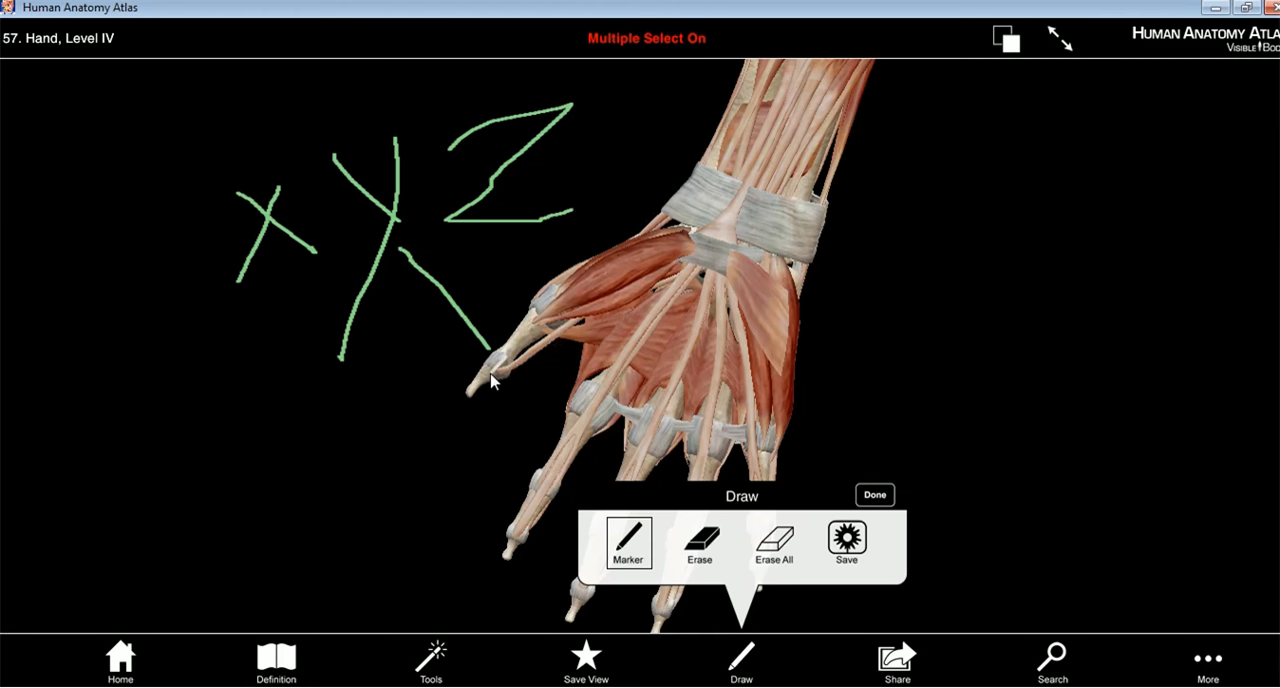 Human Anatomy Atlas
57. Hand, Level IV
Multiple Select On
HUMAN ANATOMY ATLA
VISIBLE BOD
XYZ
Draw
Done
Marker
Erase
Erase All
Save
Home
Definition
Tools
Save View
Draw
Share
Search
More